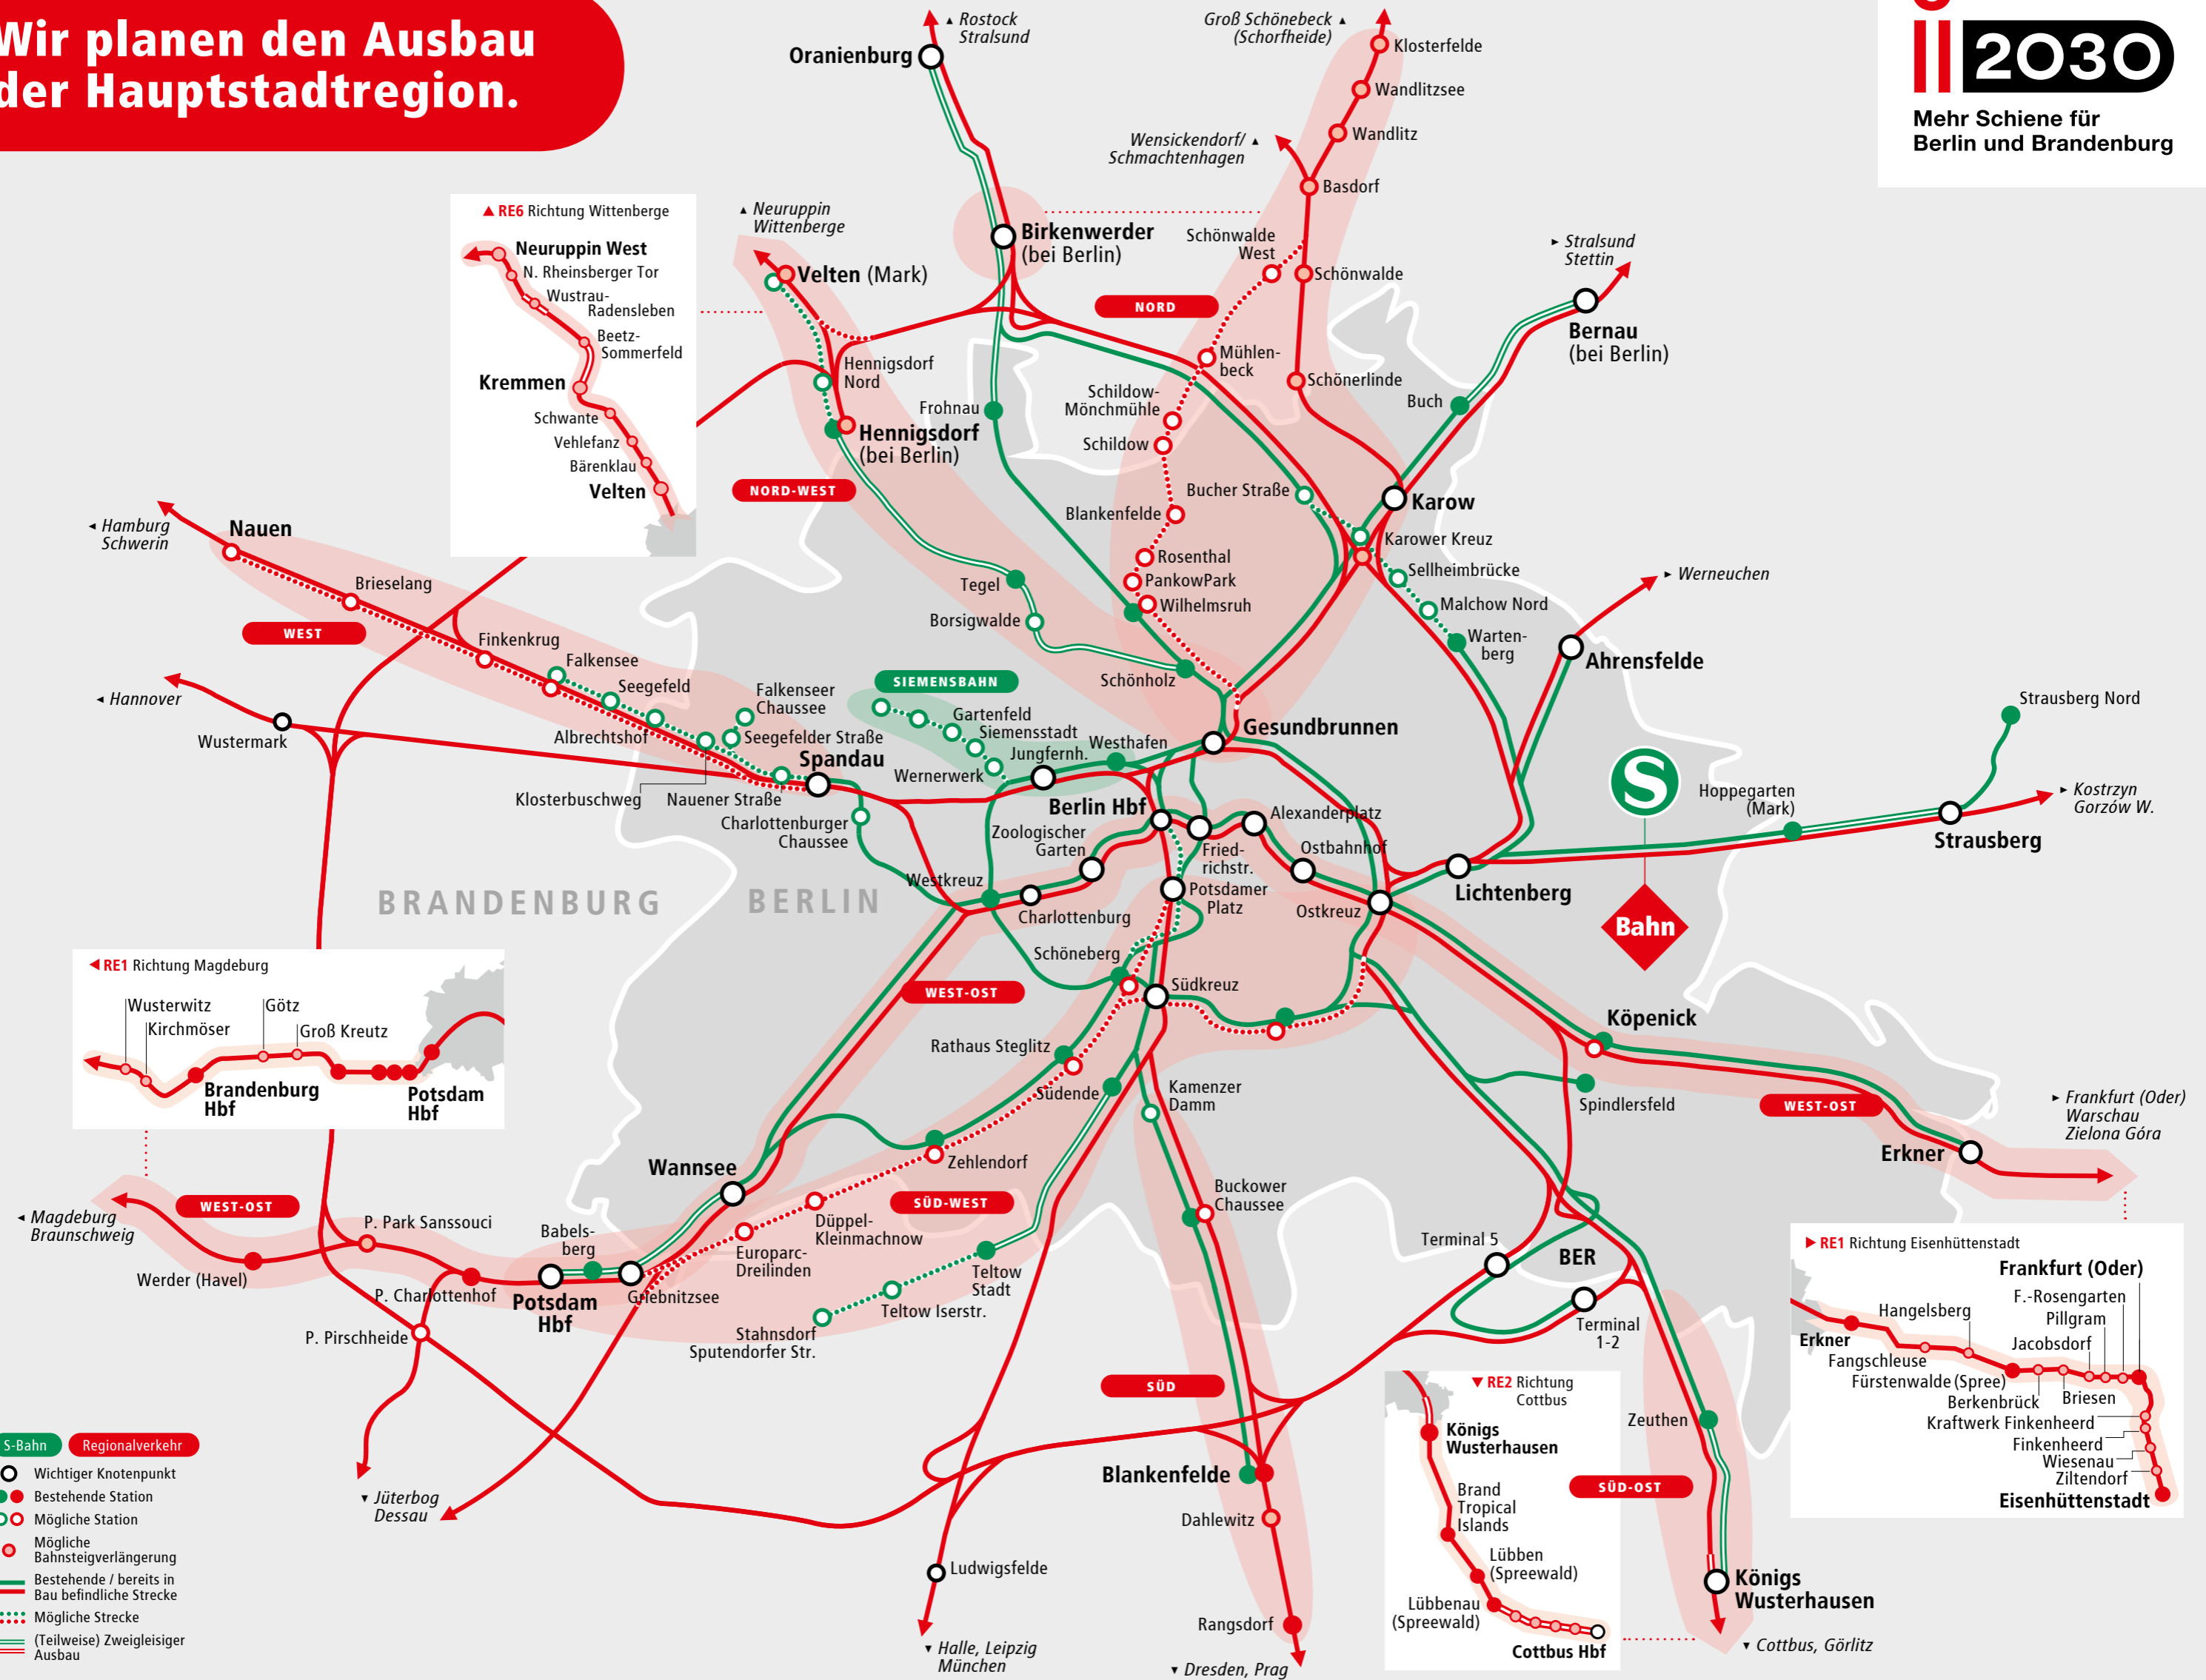 Wir planen den Ausbau
der Hauptstadtregion.
2030
Mehr Schiene für
Berlin und Brandenburg
▲ Rostock
Stralsund
Oranienburg
Groß Schönebeck ▲
(Schorfheide)
Klosterfelde
Wandlitzsee
Wandlitz
Wensickendorf/ ▲
Schmachtenhagen
Basdorf
▲ RE6 Richtung Wittenberge
Neuruppin West
N. Rheinsberger Tor
Wustrau-
Radensleben
Beetz-
Sommerfeld
Kremmen
Schwante
Vehlefanz
Bärenklau
Velten
▲ Neuruppin
Wittenberge
Velten (Mark)
Birkenwerder
(bei Berlin)
Schönwalde
West
Schönwalde
► Stralsund
Stettin
NORD
Bernau
(bei Berlin)
Hennigsdorf
Nord
Mühlen-
beck
Schönerlinde
Schildow-
Mönchmühle
Frohnau
Buch
Hennigsdorf
(bei Berlin)
Schildow
NORD-WEST
Bucher Straße
Karow
Blankenfelde
◄ Hamburg
Schwerin
Nauen
Karower Kreuz
Rosenthal
Sellheimbrücke
PankowPark
► Werneuchen
Brieselang
Tegel
Wilhelmsruh
Malchow Nord
Borsigwalde
WEST
Warten-
berg
Finkenkrug
Ahrensfelde
Falkensee
Seegefeld
Schönholz
SIEMENSBAHN
◄ Hannover
Falkenseer
Chaussee
Gartenfeld
Siemensstadt
Strausberg Nord
Wustermark
Albrechtshof
Seegefelder Straße
Jungfernh.
Westhafen
Gesundbrunnen
Spandau
Wernerwerk
Klosterbuschweg
Nauener Straße
Berlin Hbf
Alexanderplatz
S
Hoppegarten
(Mark)
► Kostrzyn
Gorzów W.
Charlottenburger
Chaussee
Zoologischer
Garten
Fried-
richstr.
Ostbahnhof
Strausberg
Westkreuz
Potsdamer
Platz
Lichtenberg
BRANDENBURG
BERLIN
Charlottenburg
Ostkreuz
Bahn
Schöneberg
◄ RE1 Richtung Magdeburg
Wusterwitz
Götz
Kirchmöser
Groß Kreutz
Brandenburg
Hbf
Potsdam
Hbf
WEST-OST
Südkreuz
Köpenick
Rathaus Steglitz
Südende
Kamenzer
Damm
Spindlersfeld
WEST-OST
► Frankfurt (Oder)
Warschau
Zielona Góra
Erkner
Wannsee
Zehlendorf
WEST-OST
SÜD-WEST
Buckower
Chaussee
◄ Magdeburg
Braunschweig
P. Park Sanssouci
Babels-
berg
Düppel-
Kleinmachnow
Europarc-
Dreilinden
Terminal 5
BER
Werder (Havel)
P. Charlottenhof
Potsdam
Hbf
Griebnitzsee
Teltow
Stadt
Teltow Iserstr.
Terminal
1-2
P. Pirschheide
Stahnsdorf
Sputendorfer Str.
► RE1 Richtung Eisenhüttenstadt
Frankfurt (Oder)
F.-Rosengarten
Hangelsberg
Pillgram
Erkner
Jacobsdorf
Fangschleuse
Fürstenwalde (Spree)
Berkenbrück
Briesen
Kraftwerk Finkenheerd
Finkenheerd
Wiesenau
Ziltendorf
Eisenhüttenstadt
SÜD
▼ RE2 Richtung
Cottbus
Königs
Wusterhausen
Brand
Tropical
Islands
Lübben
(Spreewald)
Lübbenau
(Spreewald)
Cottbus Hbf
Zeuthen
SÜD-OST
Blankenfelde
Dahlewitz
▼ Jüterbog
Dessau
Ludwigsfelde
Königs
Wusterhausen
Rangsdorf
▼ Halle, Leipzig
München
▼ Dresden, Prag
▼ Cottbus, Görlitz
S-Bahn
Regionalverkehr
Wichtiger Knotenpunkt
Bestehende Station
Mögliche Station
Mögliche
Bahnsteigverlängerung
Bestehende / bereits in
Bau befindliche Strecke
Mögliche Strecke
(Teilweise) Zweigleisiger
Ausbau